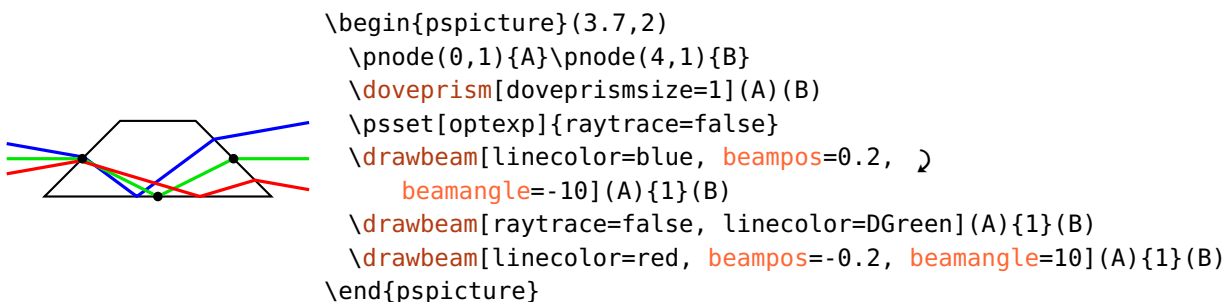 \begin{pspicture}(3.7,2)
\pnode(0,1){A}\pnode(4,1){B}
\doveprism[doveprismsize=1](A)(B)
\psset[optexp]{raytrace=false}
\drawbeam[linecolor=blue, beampos=0.2,
beamangle=-10](A){1}(B)
\drawbeam[raytrace=false, linecolor=DGreen](A){1}(B)
\drawbeam[linecolor=red, beampos=-0.2, beamangle=10](A){1}(B)
\end{pspicture}